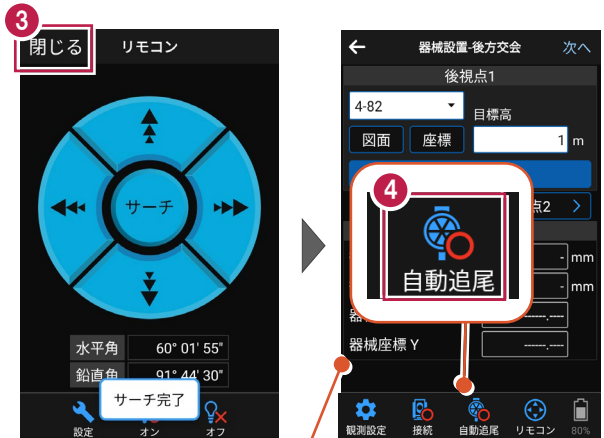 3
閉じる
リモコン
サーチ
水平角 60° 01' 55"
鉛直角 91° 44' 30"
サーチ完了
設定 オン オフ
器械設置-後方交会 次へ
後視点1
4-82
目標高
図面 座標 1 m
4
自動追尾
点2
- mm
- mm
器
------.----
器械座標 Y ------.----
観測設定 接続 自動追尾 リモコン 80%